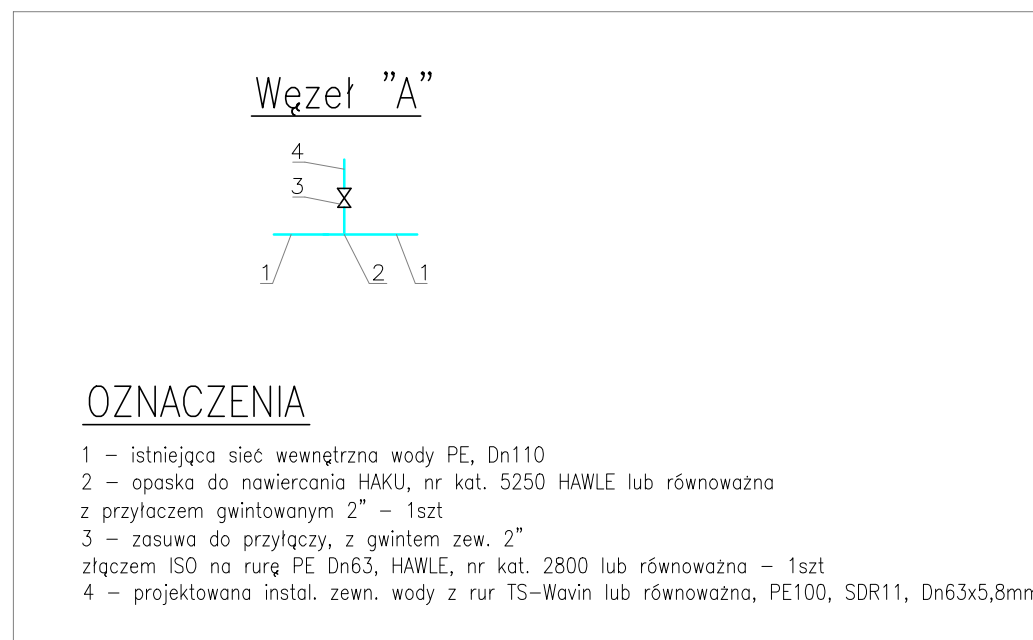 Węzeł "A"
4
3
1 2 1
OZNACZENIA
1 – istniejąca sieć wewnętrzna wody PE, Dn110
2 – opaska do nawiercania HAKU, nr kat. 5250 HAWLE lub równoważna
z przyłaczem gwintowanym 2" – 1szt
3 – zasuwa do przyłączy, z gwintem zew. 2"
złączem ISO na rurę PE Dn63, HAWLE, nr kat. 2800 lub równoważna – 1szt
4 – projektowana instal. zewn. wody z rur TS–Wavin lub równoważna, PE100, SDR11, Dn63x5,8mm